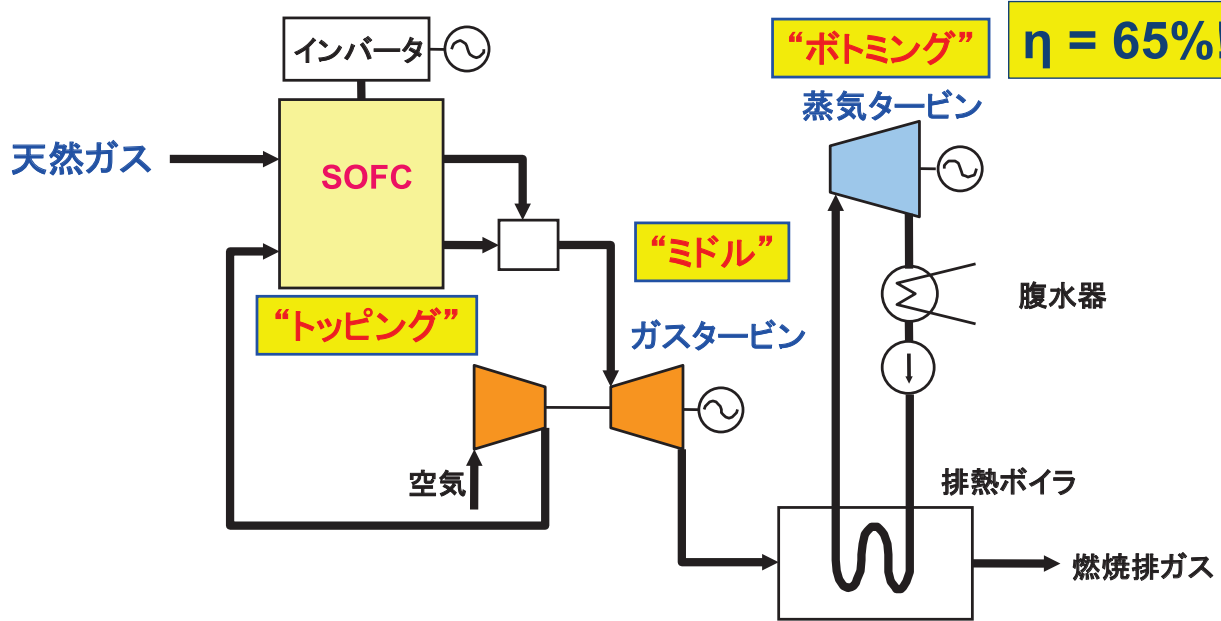 インバータ
“ボトミング”
η = 65%!
蒸気タービン
天然ガス
SOFC
“ミドル”
腹水器
“トッピング”
ガスタービン
空気
排熱ボイラ
燃焼排ガス